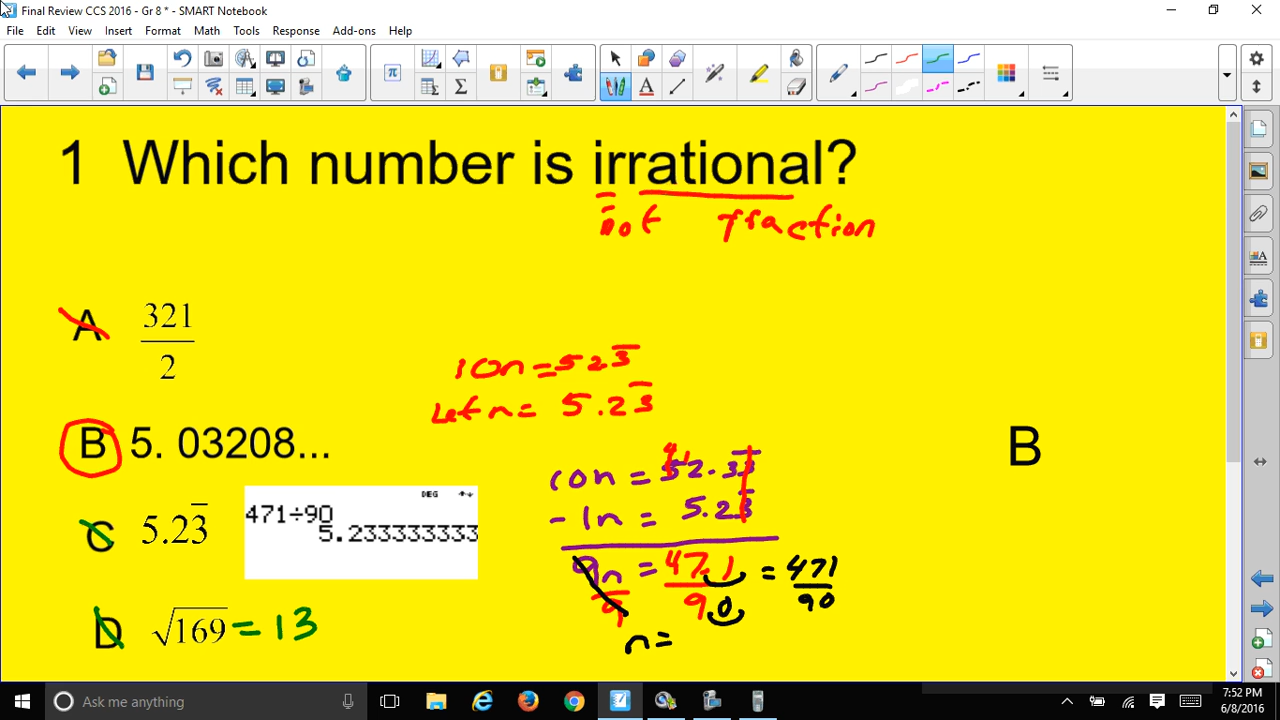 Final Review CCS 2016 - Gr 8 * - SMART Notebook
File Edit View Insert Format Math Tools Response Add-ons Help
1 Which number is irrational?
not fraction
A 321/2
10n = 52 3̅
Let n = 5.23̅
B 5. 03208...
B
10n = 52.33̅
- 1n = 5.23̅
C 5.23̅
DEG
471÷90
5.233333333
9n/9 = 47.1/90 = 471/90
D √169 = 13
n =
Ask me anything
7:52 PM
6/8/2016